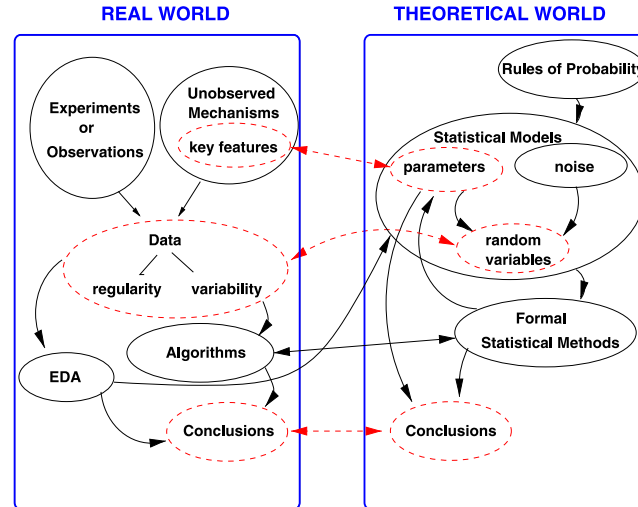 REAL WORLD
THEORETICAL WORLD
Experiments
or
Observations
Unobserved
Mechanisms
key features
Data
regularity
variability
Algorithms
EDA
Conclusions
Rules of Probability
Statistical Models
parameters
noise
random
variables
Formal
Statistical Methods
Conclusions